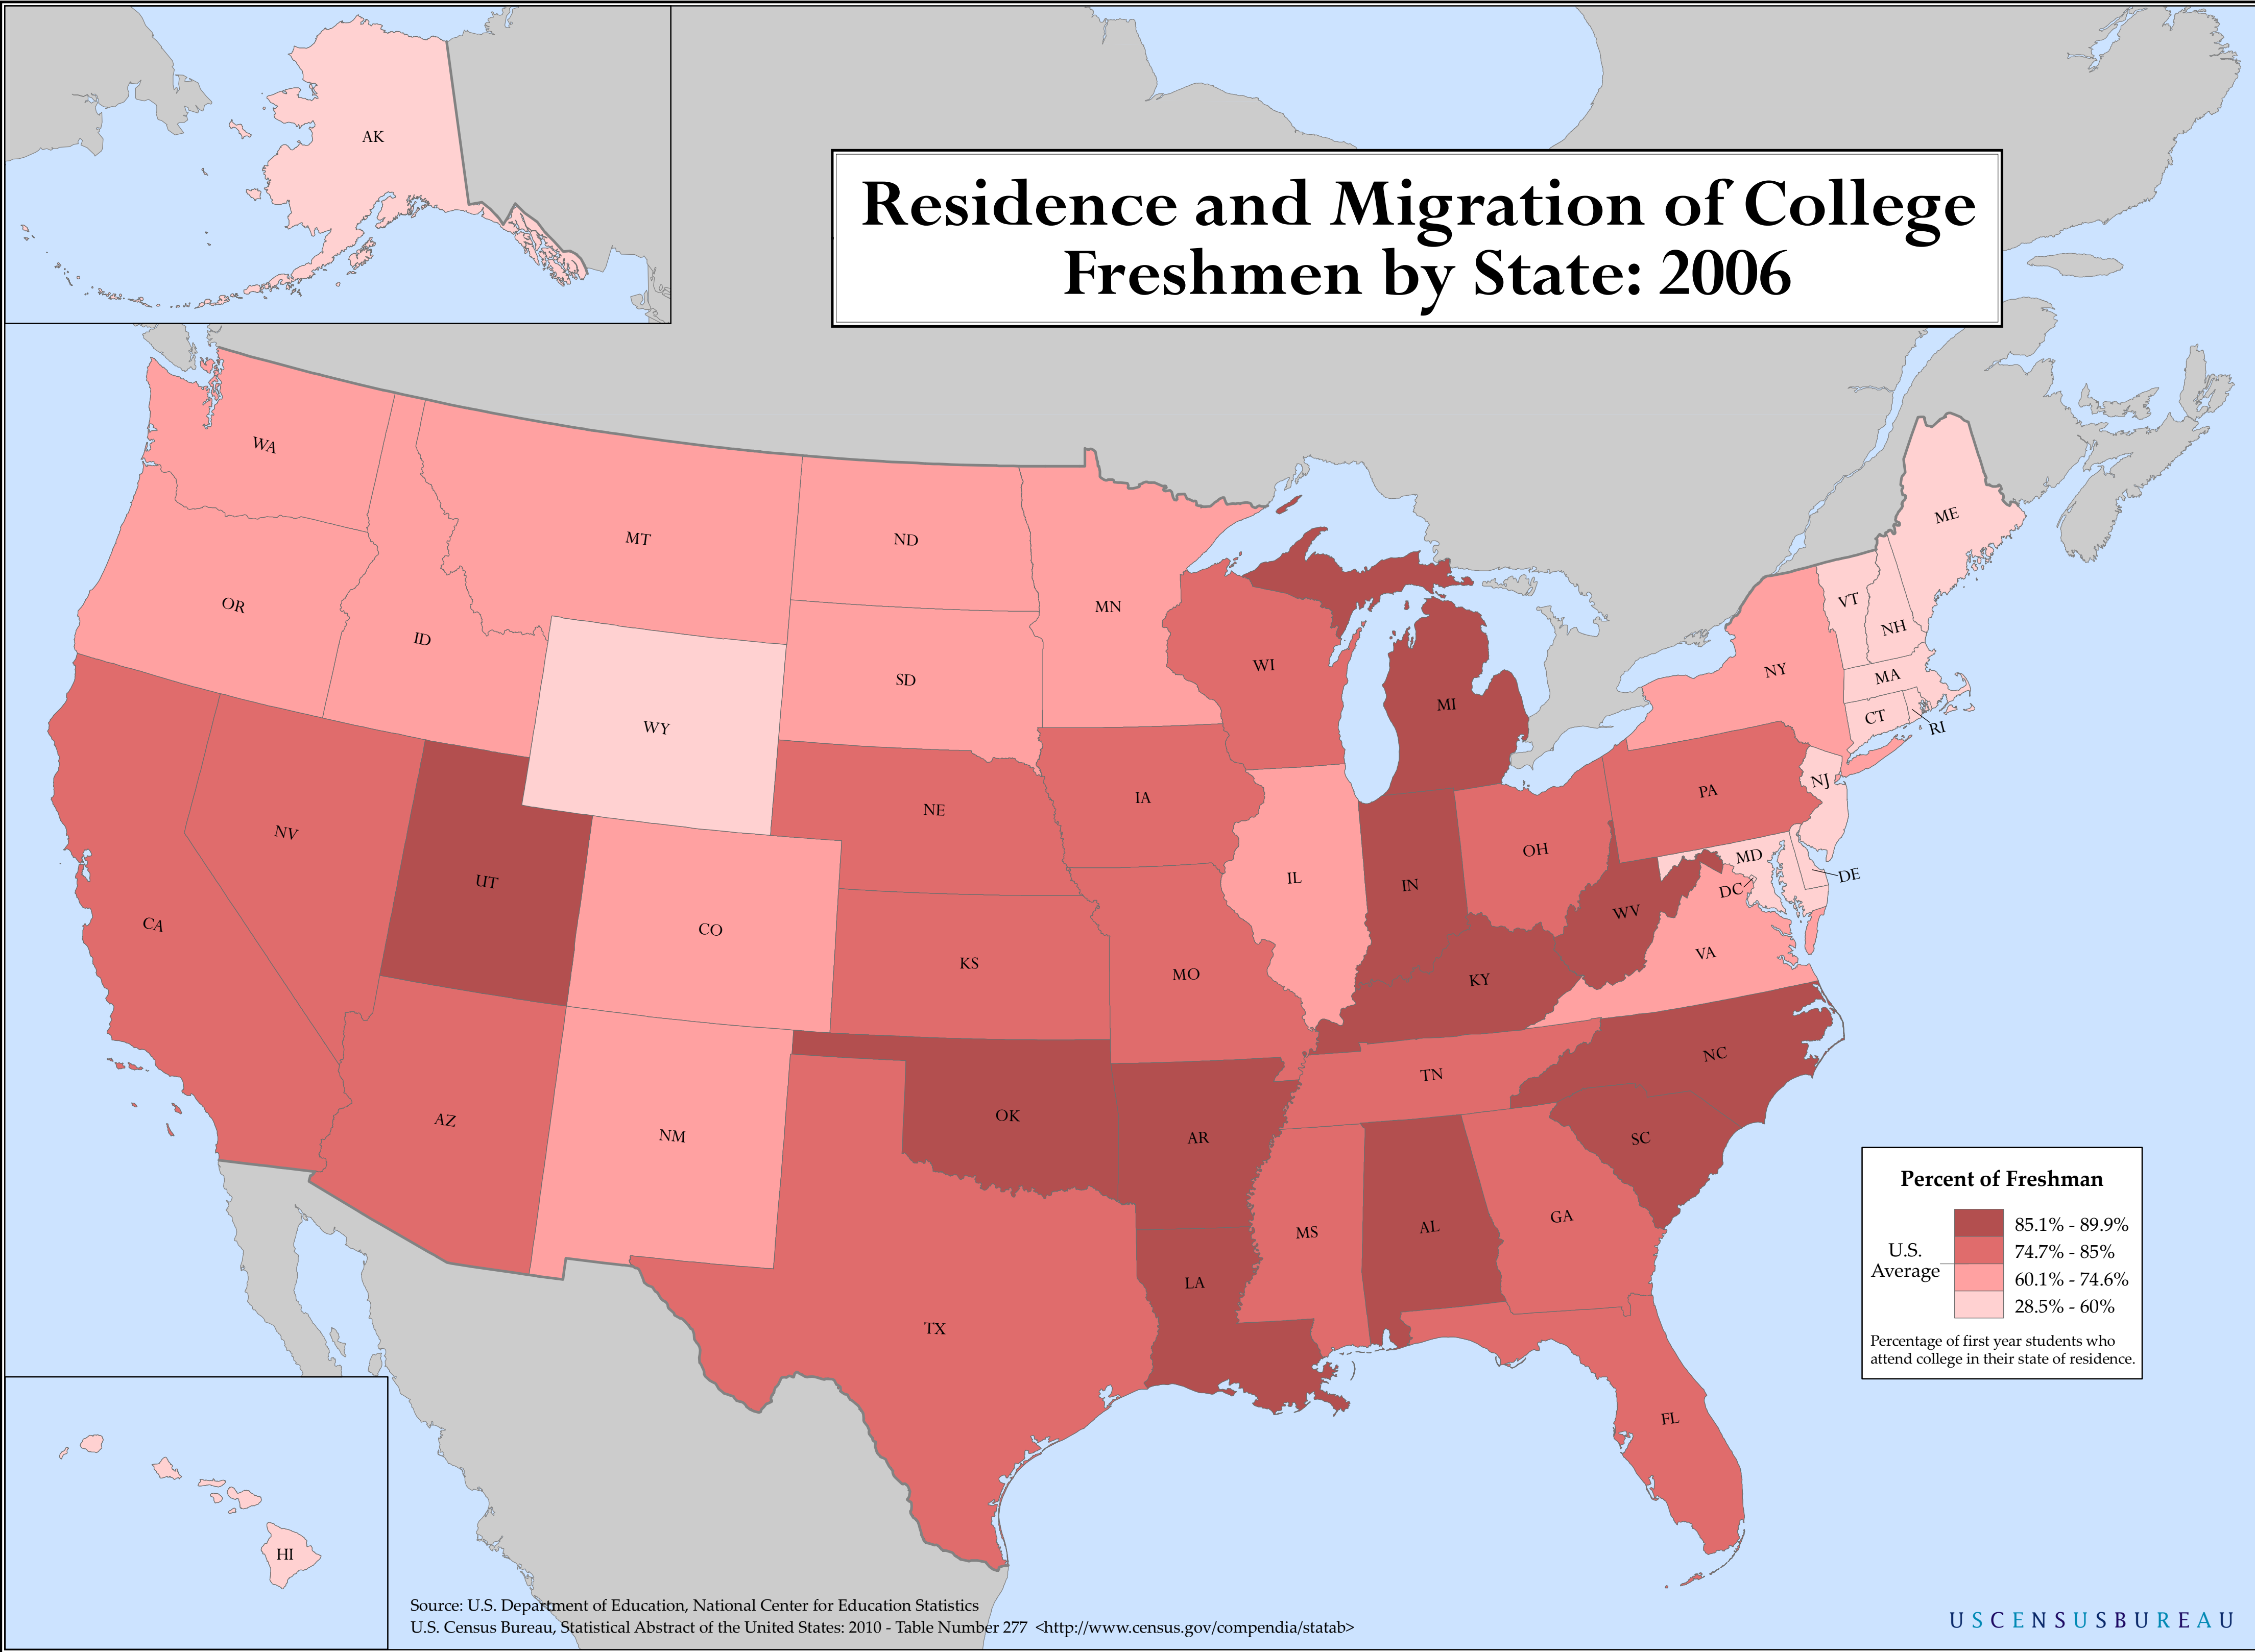 Residence and Migration of College
Freshmen by State: 2006
AK
WA
MT
ND
MN
OR
ID
SD
WY
WI
MI
ME
VT
NH
NY
MA
CT
RI
NV
UT
CA
NE
IA
CO
KS
MO
IL
IN
OH
PA
NJ
MD
DE
DC
WV
VA
KY
AZ
NM
OK
AR
TN
NC
SC
TX
LA
MS
AL
GA
FL
HI
Percent of Freshman
85.1% - 89.9%
74.7% - 85%
U.S.
Average
60.1% - 74.6%
28.5% - 60%
Percentage of first year students who
attend college in their state of residence.
Source: U.S. Department of Education, National Center for Education Statistics
U.S. Census Bureau, Statistical Abstract of the United States: 2010 - Table Number 277 <http://www.census.gov/compendia/statab>
USCENSUSBUREAU